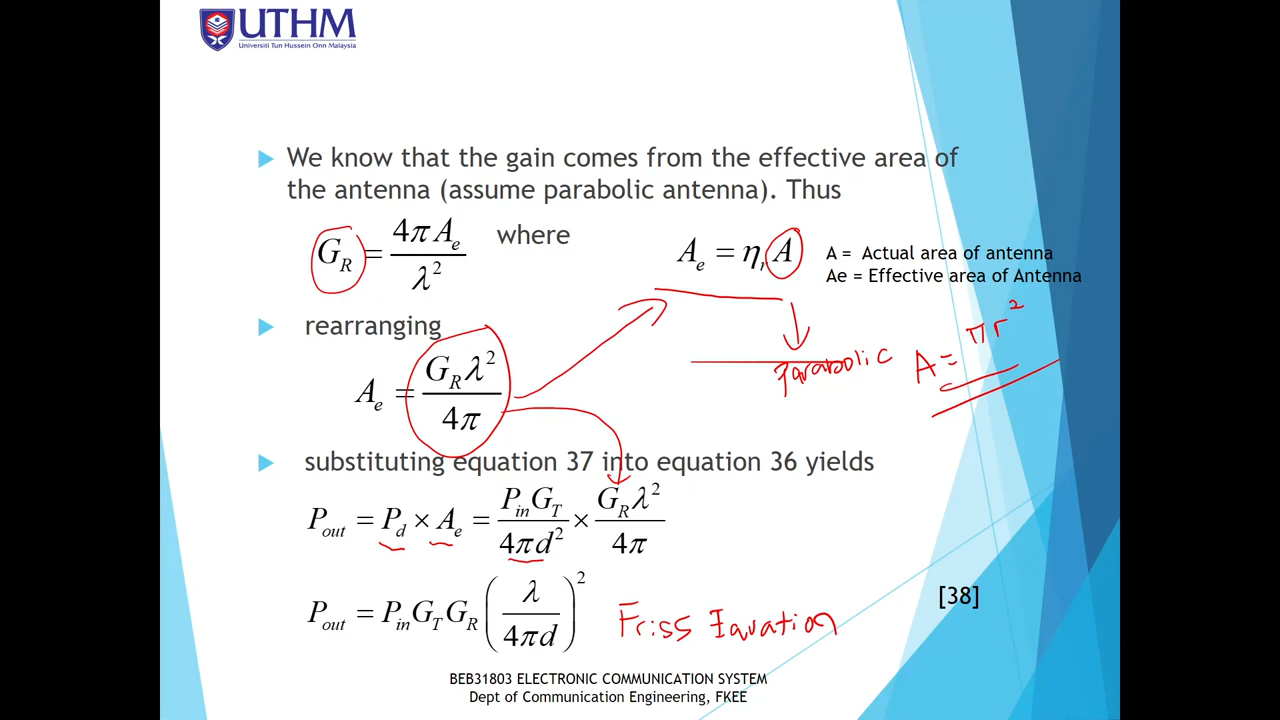 UTHM
Universiti Tun Hussein Onn Malaysia
We know that the gain comes from the effective area of
the antenna (assume parabolic antenna). Thus
G_R = 4π A_e / λ^2 where A_e = η_r A
A = Actual area of antenna
Ae = Effective area of Antenna
A = πr^2
Parabolic
rearranging
A_e = G_R λ^2 / 4π
substituting equation 37 into equation 36 yields
P_out = P_d × A_e = P_in G_T / 4πd^2 × G_R λ^2 / 4π
P_out = P_in G_T G_R (λ / 4πd)^2
[38]
Friss Equation
BEB31803 ELECTRONIC COMMUNICATION SYSTEM
Dept of Communication Engineering, FKEE